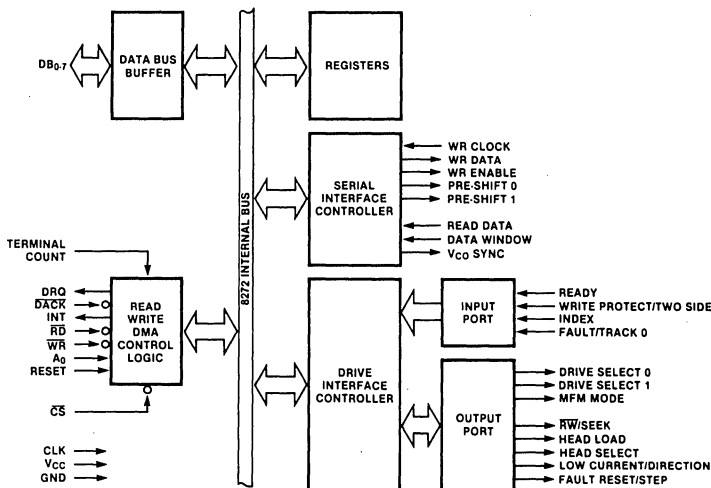 DB0-7
DATA BUS
BUFFER
REGISTERS
8272 INTERNAL BUS
SERIAL
INTERFACE
CONTROLLER
WR CLOCK
WR DATA
WR ENABLE
PRE-SHIFT 0
PRE-SHIFT 1
READ DATA
DATA WINDOW
VCO SYNC
TERMINAL
COUNT
DRQ
DACK
INT
RD
WR
A0
RESET
CS
READ
WRITE
DMA
CONTROL
LOGIC
CLK
VCC
GND
DRIVE
INTERFACE
CONTROLLER
INPUT
PORT
READY
WRITE PROTECT/TWO SIDE
INDEX
FAULT/TRACK 0
OUTPUT
PORT
DRIVE SELECT 0
DRIVE SELECT 1
MFM MODE
RW/SEEK
HEAD LOAD
HEAD SELECT
LOW CURRENT/DIRECTION
FAULT RESET/STEP